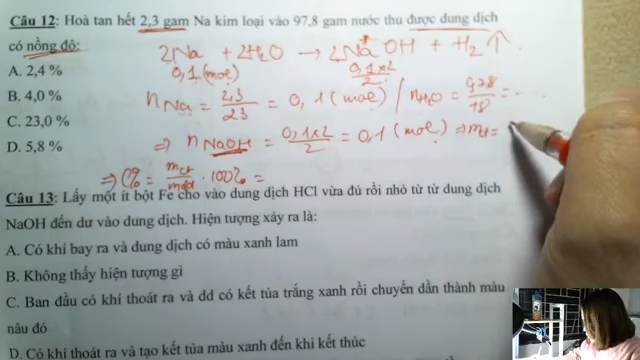 Câu 12: Hoà tan hết 2,3 gam Na kim loại vào 97,8 gam nước thu được dung dịch
có nồng độ:
2Na + 2H₂O → 2NaOH + H₂↑
A. 2,4 %
0,1 (mol) 0,1x2/2
B. 4,0 %
nNa = 2,3/23 = 0,1 (mol) / nH₂O = /18 = ...
C. 23,0 %
⇒ nNaOH = 0,1x2/2 = 0,1 (mol) ⇒ mct =
D. 5,8 %
⇒ C% = mct/mdd . 100% =
Câu 13: Lấy một ít bột Fe cho vào dung dịch HCl vừa đủ rồi nhỏ từ từ dung dịch
NaOH đến dư vào dung dịch. Hiện tượng xáy ra là:
A. Có khí bay ra và dung dịch có màu xanh lam
B. Không thấy hiện tượng gì
C. Ban đầu có khí thoát ra và dd có kết tủa trắng xanh rồi chuyển dần thành màu
nâu đỏ
D. Có khí thoát ra và tạo kết tủa màu xanh đến khi kết thúc